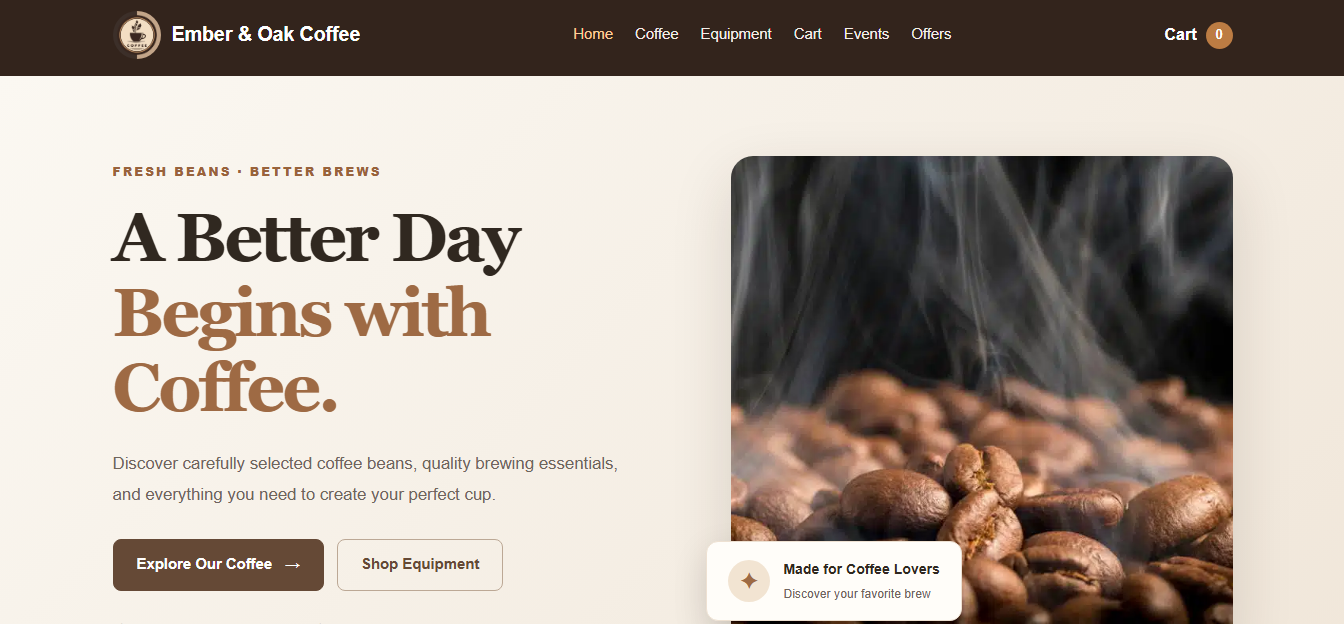 COFFEE
Ember & Oak Coffee
Home Coffee Equipment Cart Events Offers
Cart 0
FRESH BEANS · BETTER BREWS
A Better Day
Begins with
Coffee.
Discover carefully selected coffee beans, quality brewing essentials,
and everything you need to create your perfect cup.
Explore Our Coffee →
Shop Equipment
Made for Coffee Lovers
Discover your favorite brew